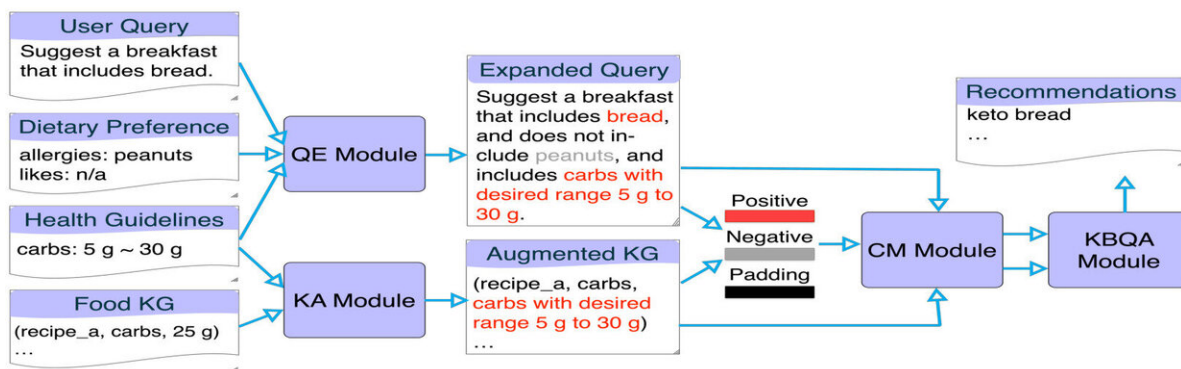 User Query
Suggest a breakfast
that includes bread.
Dietary Preference
allergies: peanuts
likes: n/a
Health Guidelines
carbs: 5 g ~ 30 g
Food KG
(recipe_a, carbs, 25 g)
...
QE Module
KA Module
Expanded Query
Suggest a breakfast
that includes bread,
and does not in-
clude peanuts, and
includes carbs with
desired range 5 g to
30 g.
Augmented KG
(recipe_a, carbs,
carbs with desired
range 5 g to 30 g)
...
Positive
Negative
Padding
CM Module
KBQA
Module
Recommendations
keto bread
...